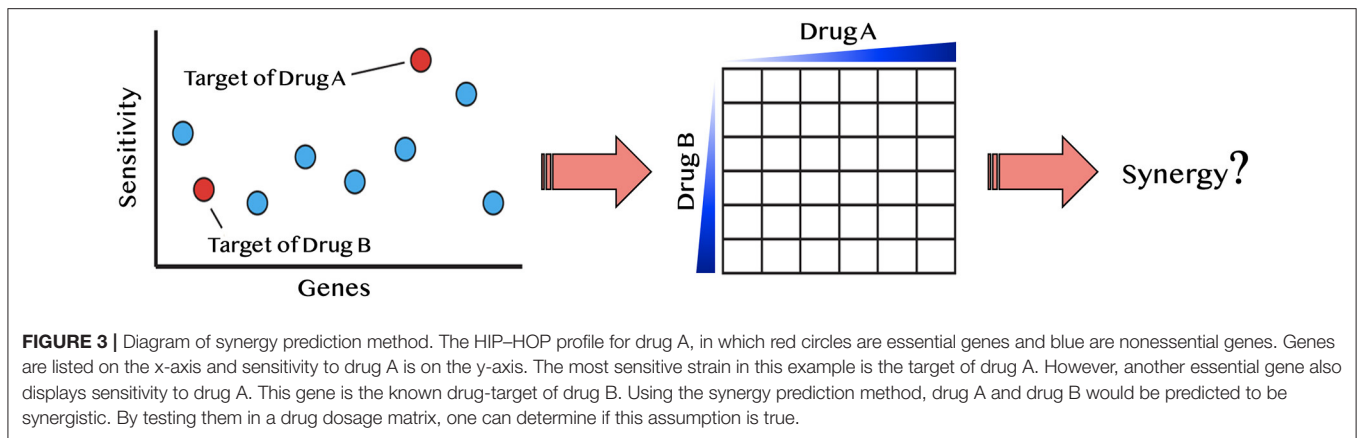 Drug A
Target of Drug A
Sensitivity
Drug B
Synergy?
Target of Drug B
Genes
FIGURE 3 | Diagram of synergy prediction method. The HIP–HOP profile for drug A, in which red circles are essential genes and blue are nonessential genes. Genes
are listed on the x-axis and sensitivity to drug A is on the y-axis. The most sensitive strain in this example is the target of drug A. However, another essential gene also
displays sensitivity to drug A. This gene is the known drug-target of drug B. Using the synergy prediction method, drug A and drug B would be predicted to be
synergistic. By testing them in a drug dosage matrix, one can determine if this assumption is true.